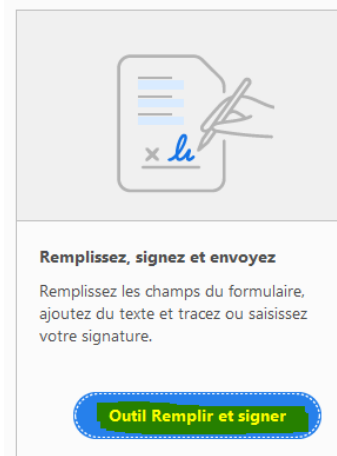 Remplissez, signez et envoyez
Remplissez les champs du formulaire,
ajoutez du texte et tracez ou saisissez
votre signature.
Outil Remplir et signer